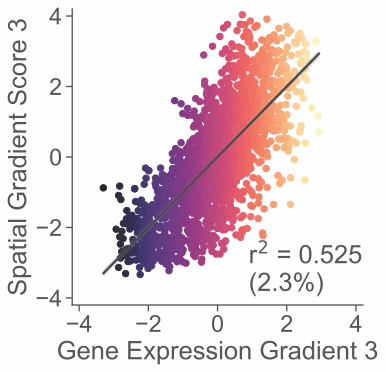 Spatial Gradient Score 3
4
2
0
−2
−4
r² = 0.525
(2.3%)
−4 −2 0 2 4
Gene Expression Gradient 3